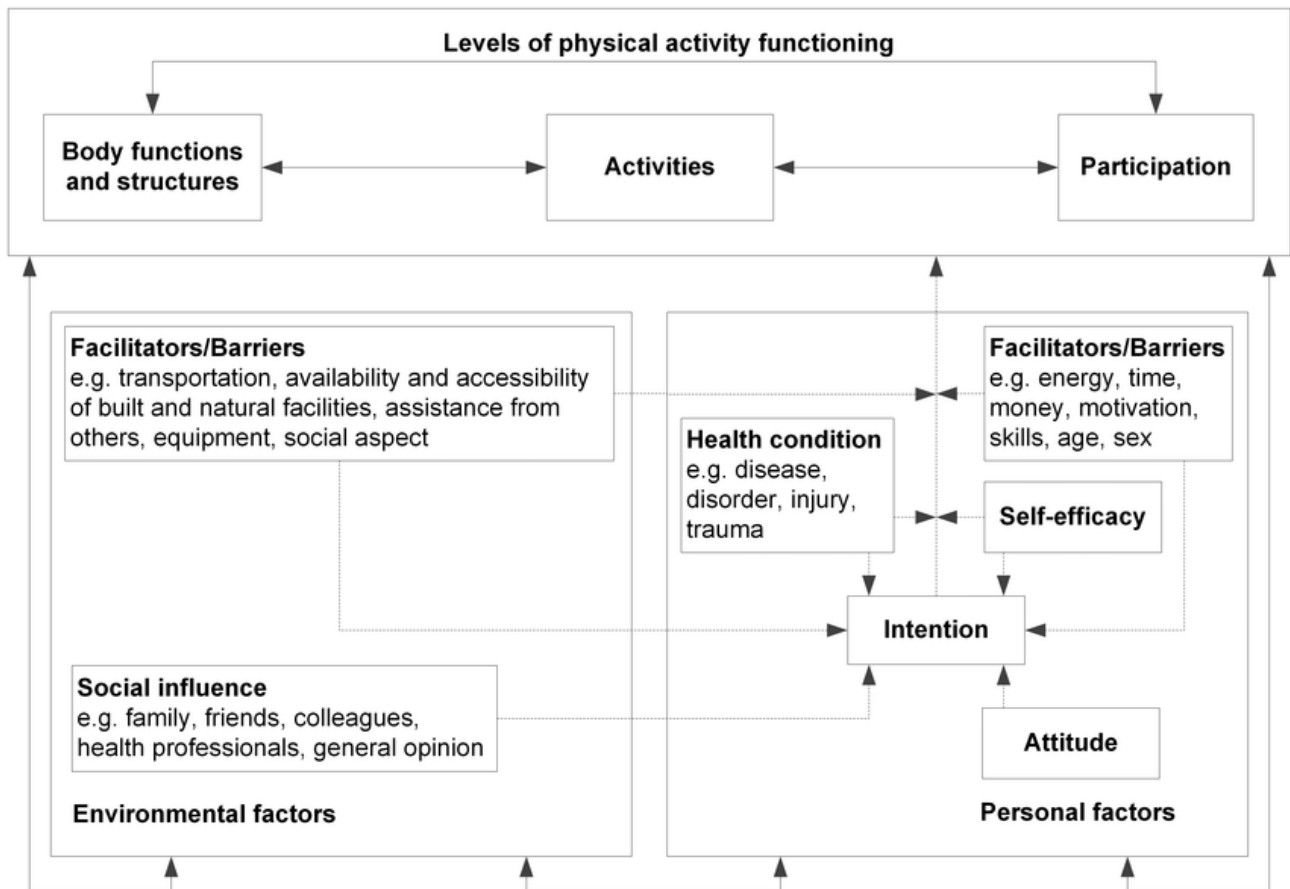 Levels of physical activity functioning
Body functions
and structures
Activities
Participation
Facilitators/Barriers
e.g. transportation, availability and accessibility
of built and natural facilities, assistance from
others, equipment, social aspect
Facilitators/Barriers
e.g. energy, time,
money, motivation,
skills, age, sex
Health condition
e.g. disease,
disorder, injury,
trauma
Self-efficacy
Intention
Social influence
e.g. family, friends, colleagues,
health professionals, general opinion
Attitude
Environmental factors
Personal factors